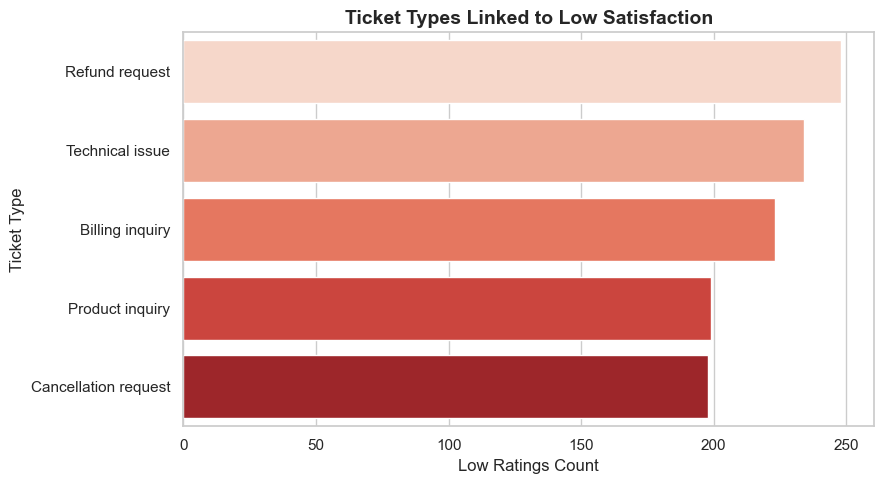 Ticket Types Linked to Low Satisfaction
Refund request
Technical issue
Billing inquiry
Product inquiry
Cancellation request
Ticket Type
0 50 100 150 200 250
Low Ratings Count